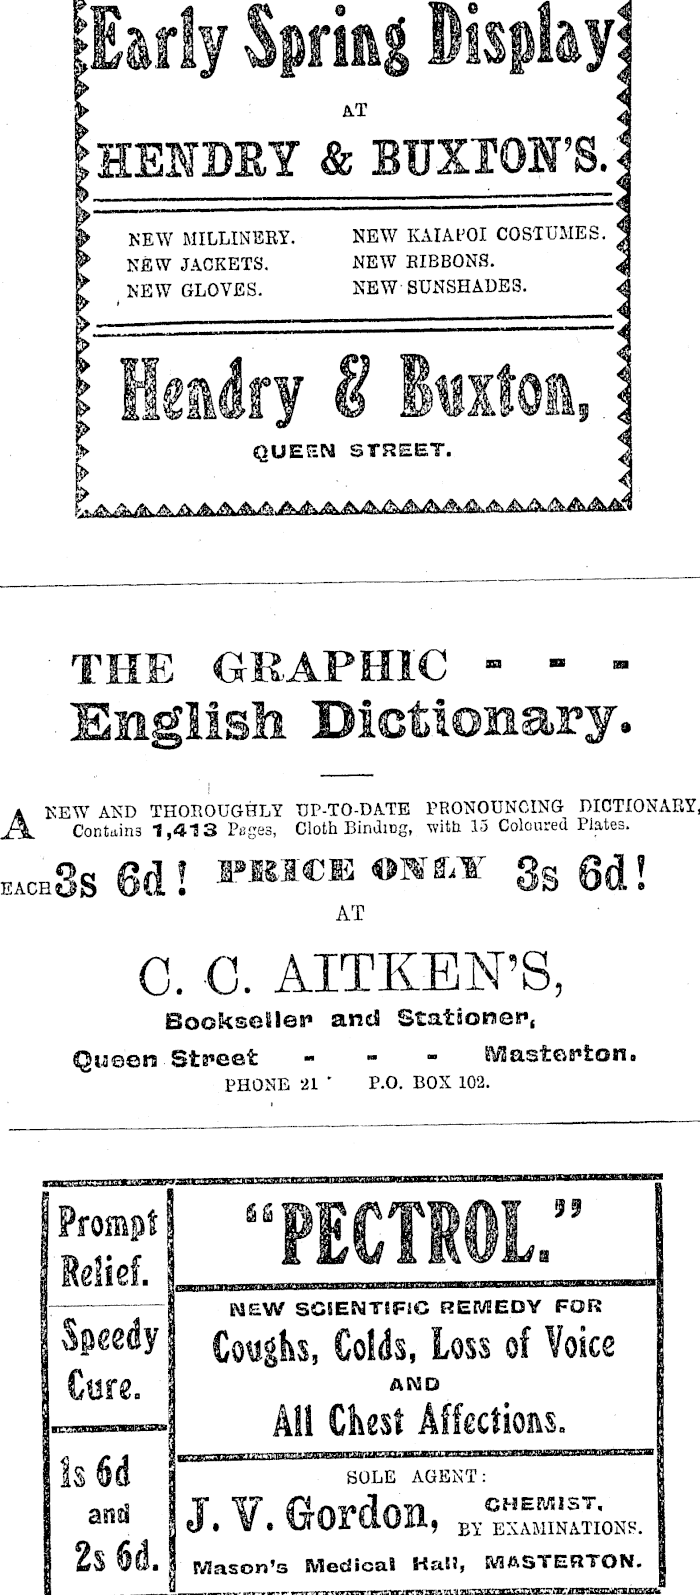 Early Spring Display
AT
HENDRY & BUXTON'S.
NEW MILLINERY.
NEW JACKETS.
NEW GLOVES.
NEW KAIAPOI COSTUMES.
NEW RIBBONS.
NEW SUNSHADES.
Hendry & Buxton,
QUEEN STREET.
THE GRAPHIC - - -
English Dictionary.
A NEW AND THOROUGHLY UP-TO-DATE PRONOUNCING DICTIONARY,
Contains 1,413 Pages, Cloth Binding, with 15 Coloured Plates.
EACH 3s 6d! PRICE ONLY 3s 6d!
AT
C. C. AITKEN'S,
Bookseller and Stationer,
Queen Street - - - Masterton.
PHONE 21 P.O. BOX 102.
Prompt
Relief.
Speedy
Cure.
1s 6d
and
2s 6d.
"PECTROL."
NEW SCIENTIFIC REMEDY FOR
Coughs, Colds, Loss of Voice
AND
All Chest Affections.
SOLE AGENT:
J. V. Gordon, CHEMIST,
BY EXAMINATIONS.
Mason's Medical Hall, MASTERTON.